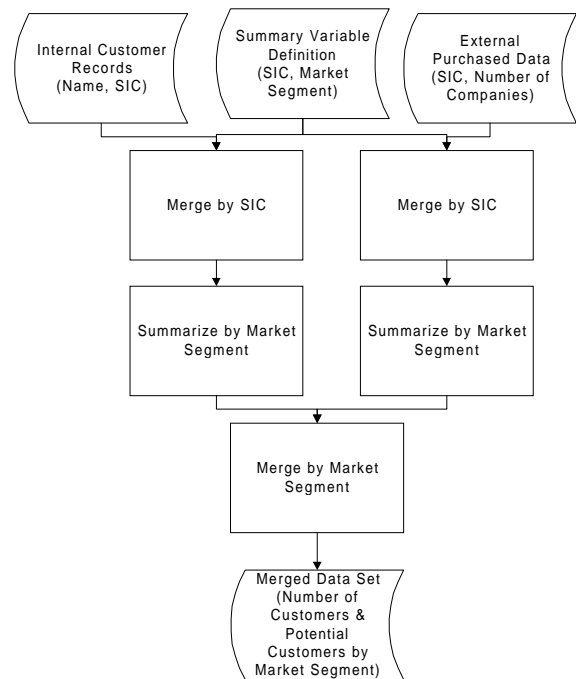 Internal Customer
Records
(Name, SIC)
Summary Variable
Definition
(SIC, Market
Segment)
External
Purchased Data
(SIC, Number of
Companies)
Merge by SIC
Merge by SIC
Summarize by Market
Segment
Summarize by Market
Segment
Merge by Market
Segment
Merged Data Set
(Number of
Customers &
Potential
Customers by
Market Segment)